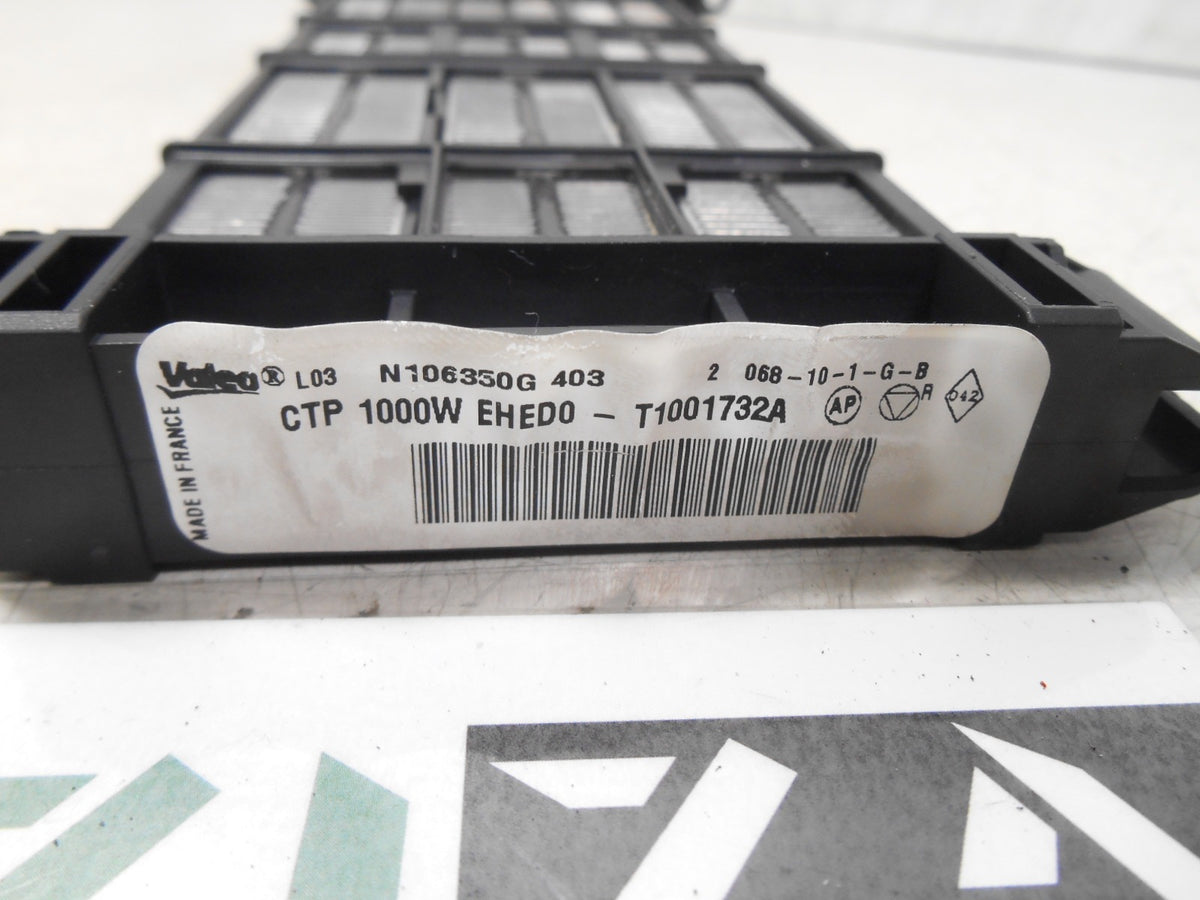 Valeo® L03 N106350G 403 2 068-10-1-G-B
CTP 1000W EHED0 - T1001732A AP R 042
MADE IN FRANCE